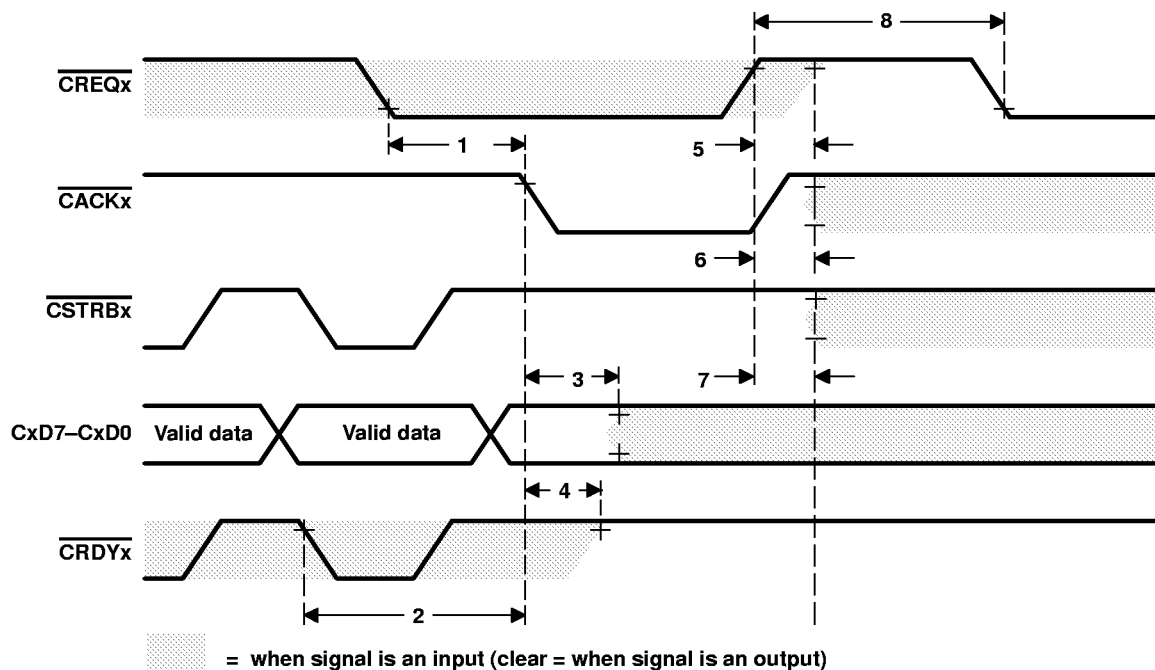 8
CREQx
1
5
CACKx
6
CSTRBx
3
7
CxD7–CxD0
Valid data
Valid data
4
CRDYx
2
= when signal is an input (clear = when signal is an output)